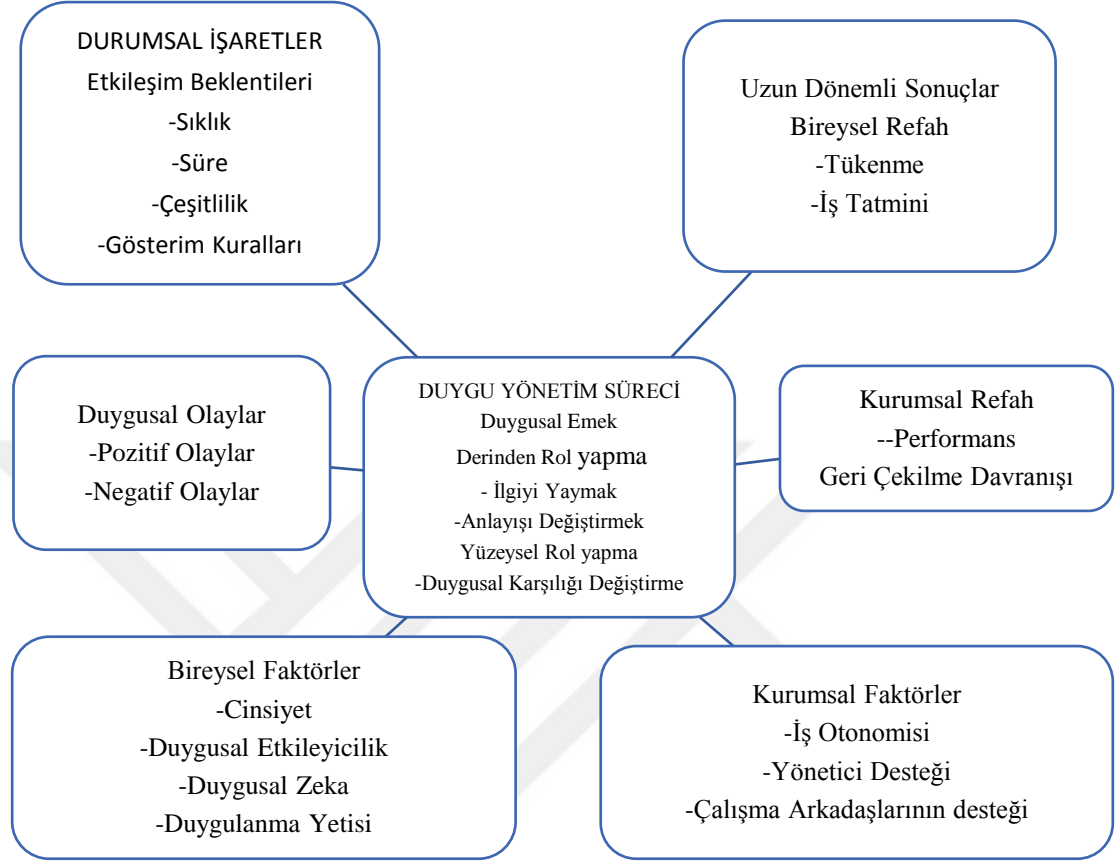 DURUMSAL İŞARETLER
Etkileşim Beklentileri
-Sıklık
-Süre
-Çeşitlilik
-Gösterim Kuralları
Uzun Dönemli Sonuçlar
Bireysel Refah
-Tükenme
-İş Tatmini
Duygusal Olaylar
-Pozitif Olaylar
-Negatif Olaylar
DUYGU YÖNETİM SÜRECİ
Duygusal Emek
Derinden Rol yapma
- İlgiyi Yaymak
-Anlayışı Değiştirmek
Yüzeysel Rol yapma
-Duygusal Karşılığı Değiştirme
Kurumsal Refah
--Performans
Geri Çekilme Davranışı
Bireysel Faktörler
-Cinsiyet
-Duygusal Etkileyicilik
-Duygusal Zeka
-Duygulanma Yetisi
Kurumsal Faktörler
-İş Otonomisi
-Yönetici Desteği
-Çalışma Arkadaşlarının desteği